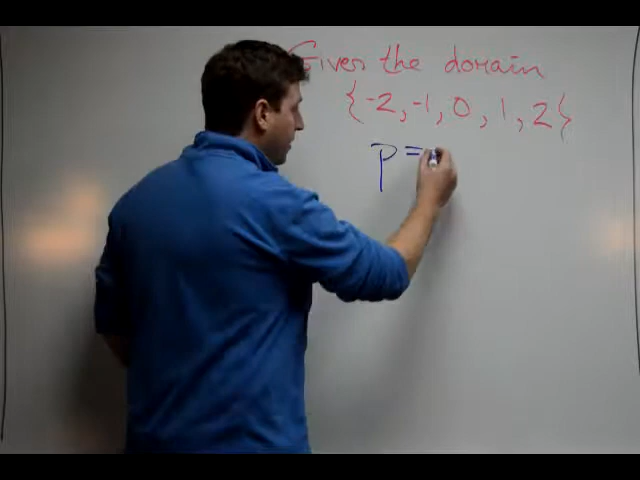 Given the domain
{-2, -1, 0, 1, 2}
p =